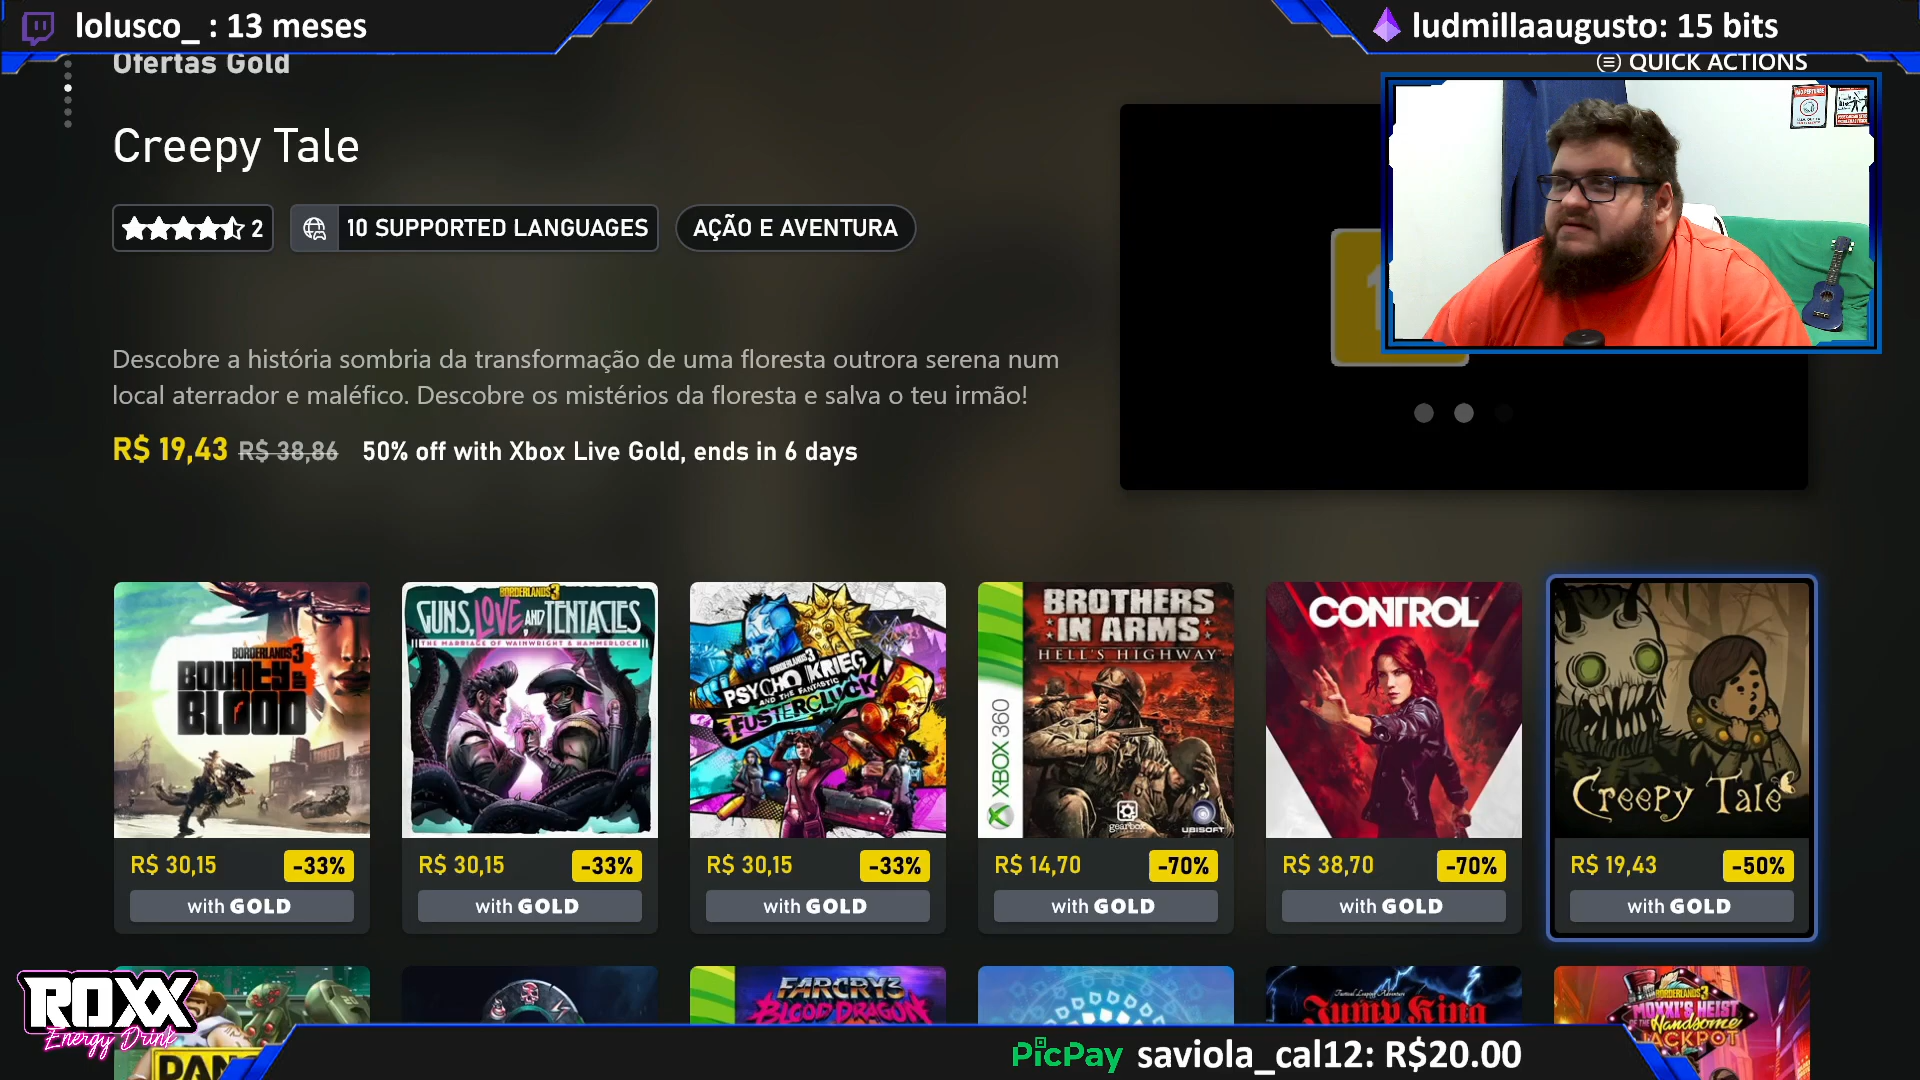 lolusco_ : 13 meses
ludmillaaugusto: 15 bits
Ofertas Gold
QUICK ACTIONS
Creepy Tale
2
10 SUPPORTED LANGUAGES
AÇÃO E AVENTURA
Descobre a história sombria da transformação de uma floresta outrora serena num
local aterrador e maléfico. Descobre os mistérios da floresta e salva o teu irmão!
R$ 19,43 R$ 38,86 50% off with Xbox Live Gold, ends in 6 days
BORDERLANDS 3
BOUNTY OF
BLOOD
BORDERLANDS 3
GUNS, LOVE, AND TENTACLES
THE MARRIAGE OF WAINWRIGHT & HAMMERLOCK
BORDERLANDS 3
PSYCHO KRIEG
AND THE FANTASTIC
FUSTERCLUCK
XBOX 360
BROTHERS
IN ARMS
HELL'S HIGHWAY
gearbox
UBISOFT
CONTROL
Creepy Tale
R$ 30,15 -33%
with GOLD
R$ 30,15 -33%
with GOLD
R$ 30,15 -33%
with GOLD
R$ 14,70 -70%
with GOLD
R$ 38,70 -70%
with GOLD
R$ 19,43 -50%
with GOLD
ROXX
Energy Drink
FARCRY3
BLOOD DRAGON
Jump King
BORDERLANDS 3
MOXXI'S HEIST
OF THE Handsome
JACKPOT
PicPay saviola_cal12: R$20.00